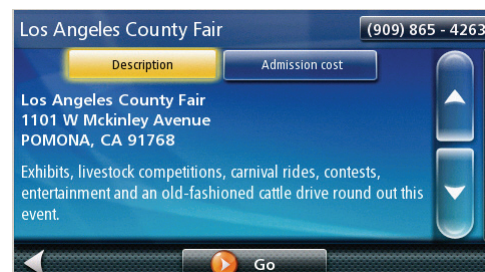 Los Angeles County Fair
(909) 865 - 4263
Description
Admission cost
Los Angeles County Fair
1101 W Mckinley Avenue
POMONA, CA 91768
Exhibits, livestock competitions, carnival rides, contests,
entertainment and an old-fashioned cattle drive round out this
event.
Go